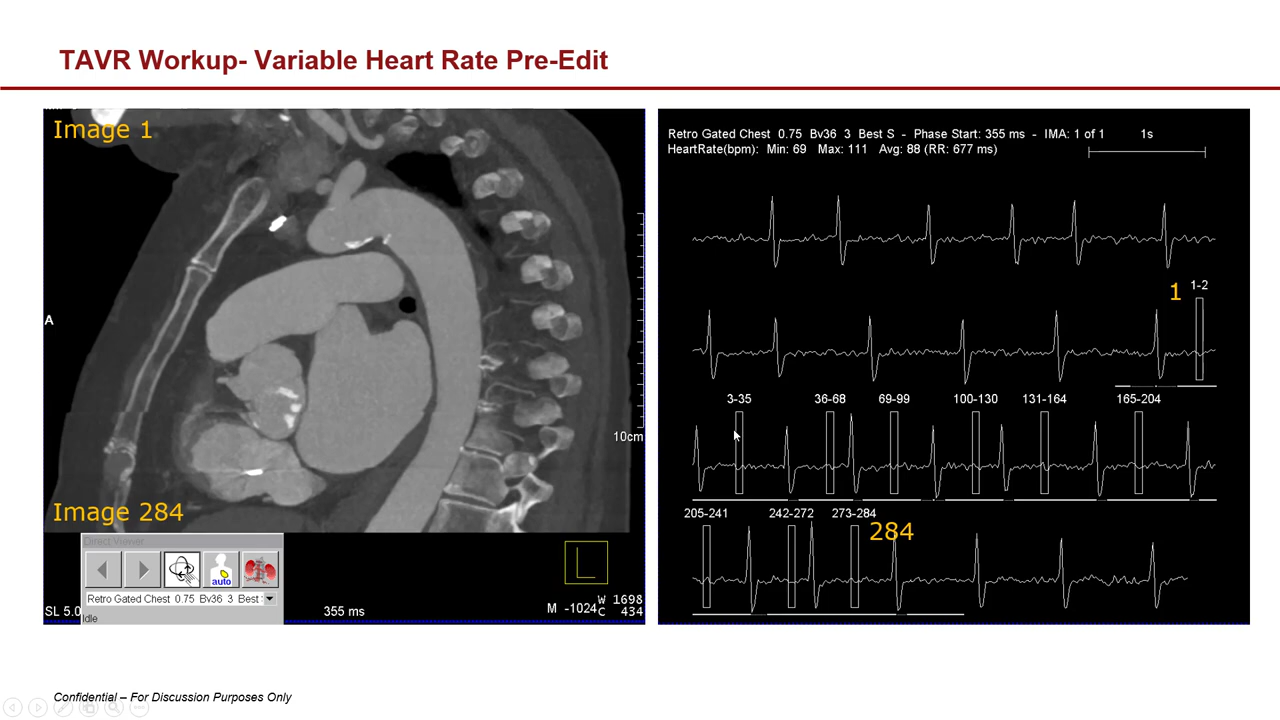 TAVR Workup- Variable Heart Rate Pre-Edit
Image 1
A
10cm
Image 284
Direct Viewer
auto
Retro Gated Chest 0.75 Bv36 3 Best
Idle
SL 5.0
355 ms
L
M -1024
W 1698
C 434
Retro Gated Chest 0.75 Bv36 3 Best S - Phase Start: 355 ms - IMA: 1 of 1 1s
HeartRate(bpm): Min: 69 Max: 111 Avg: 88 (RR: 677 ms)
1 1-2
3-35 36-68 69-99 100-130 131-164 165-204
205-241 242-272 273-284
284
Confidential – For Discussion Purposes Only